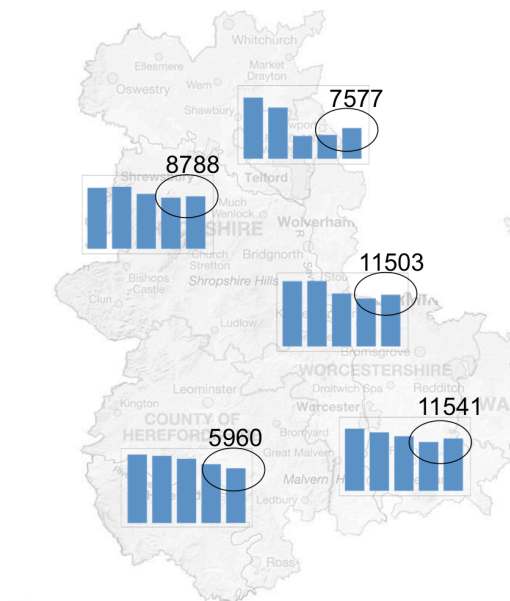 Whitchurch
Ellesmere
Market
Drayton
Oswestry
Wem
Shawbury
7577
8788
Shrewsbury
Telford
Much
Wenlock
Wolverham
SHIRE
Church
Stretton
Bridgnorth
11503
Bishops
Castle
Shropshire Hills
Stou
Clun
Ludlow
Bromsgrove
WORCESTERSHIRE
Leominster
Droitwich Spa
Redditch
Kington
Worcester
11541
WA
COUNTY OF
HEREFORD
5960
Bromyard
Great Malvern
Malvern H
Ledbury
Ross